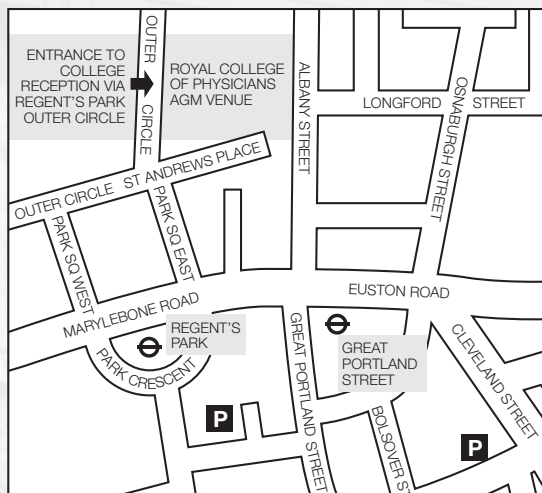 ENTRANCE TO
COLLEGE
RECEPTION VIA
REGENT'S PARK
OUTER CIRCLE
OUTER CIRCLE
ROYAL COLLEGE
OF PHYSICIANS
AGM VENUE
ALBANY STREET
LONGFORD STREET
OSNABURGH STREET
OUTER CIRCLE ST ANDREWS PLACE
PARK SQ WEST
PARK SQ EAST
MARYLEBONE ROAD
EUSTON ROAD
REGENT'S
PARK
PARK CRESCENT
GREAT PORTLAND STREET
GREAT
PORTLAND
STREET
CLEVELAND STREET
BOLSOVER ST
P
P